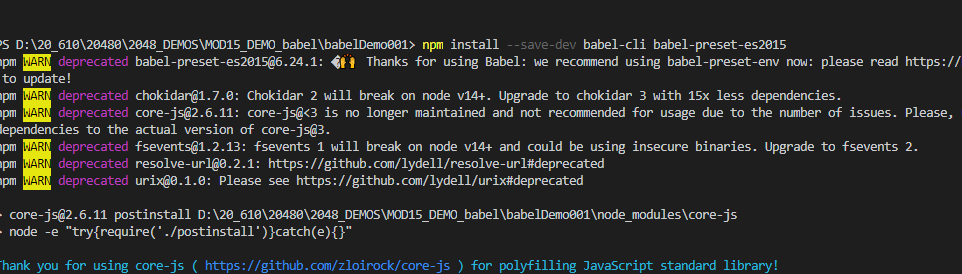 PS D:\20_610\20480\2048_DEMOS\MOD15_DEMO_babel\babelDemo001> npm install --save-dev babel-cli babel-preset-es2015
npm WARN deprecated babel-preset-es2015@6.24.1: �🙌 Thanks for using Babel: we recommend using babel-preset-env now: please read https://
to update!
npm WARN deprecated chokidar@1.7.0: Chokidar 2 will break on node v14+. Upgrade to chokidar 3 with 15x less dependencies.
npm WARN deprecated core-js@2.6.11: core-js@<3 is no longer maintained and not recommended for usage due to the number of issues. Please,
dependencies to the actual version of core-js@3.
npm WARN deprecated fsevents@1.2.13: fsevents 1 will break on node v14+ and could be using insecure binaries. Upgrade to fsevents 2.
npm WARN deprecated resolve-url@0.2.1: https://github.com/lydell/resolve-url#deprecated
npm WARN deprecated urix@0.1.0: Please see https://github.com/lydell/urix#deprecated
> core-js@2.6.11 postinstall D:\20_610\20480\2048_DEMOS\MOD15_DEMO_babel\babelDemo001\node_modules\core-js
> node -e "try{require('./postinstall')}catch(e){}"
Thank you for using core-js ( https://github.com/zloirock/core-js ) for polyfilling JavaScript standard library!